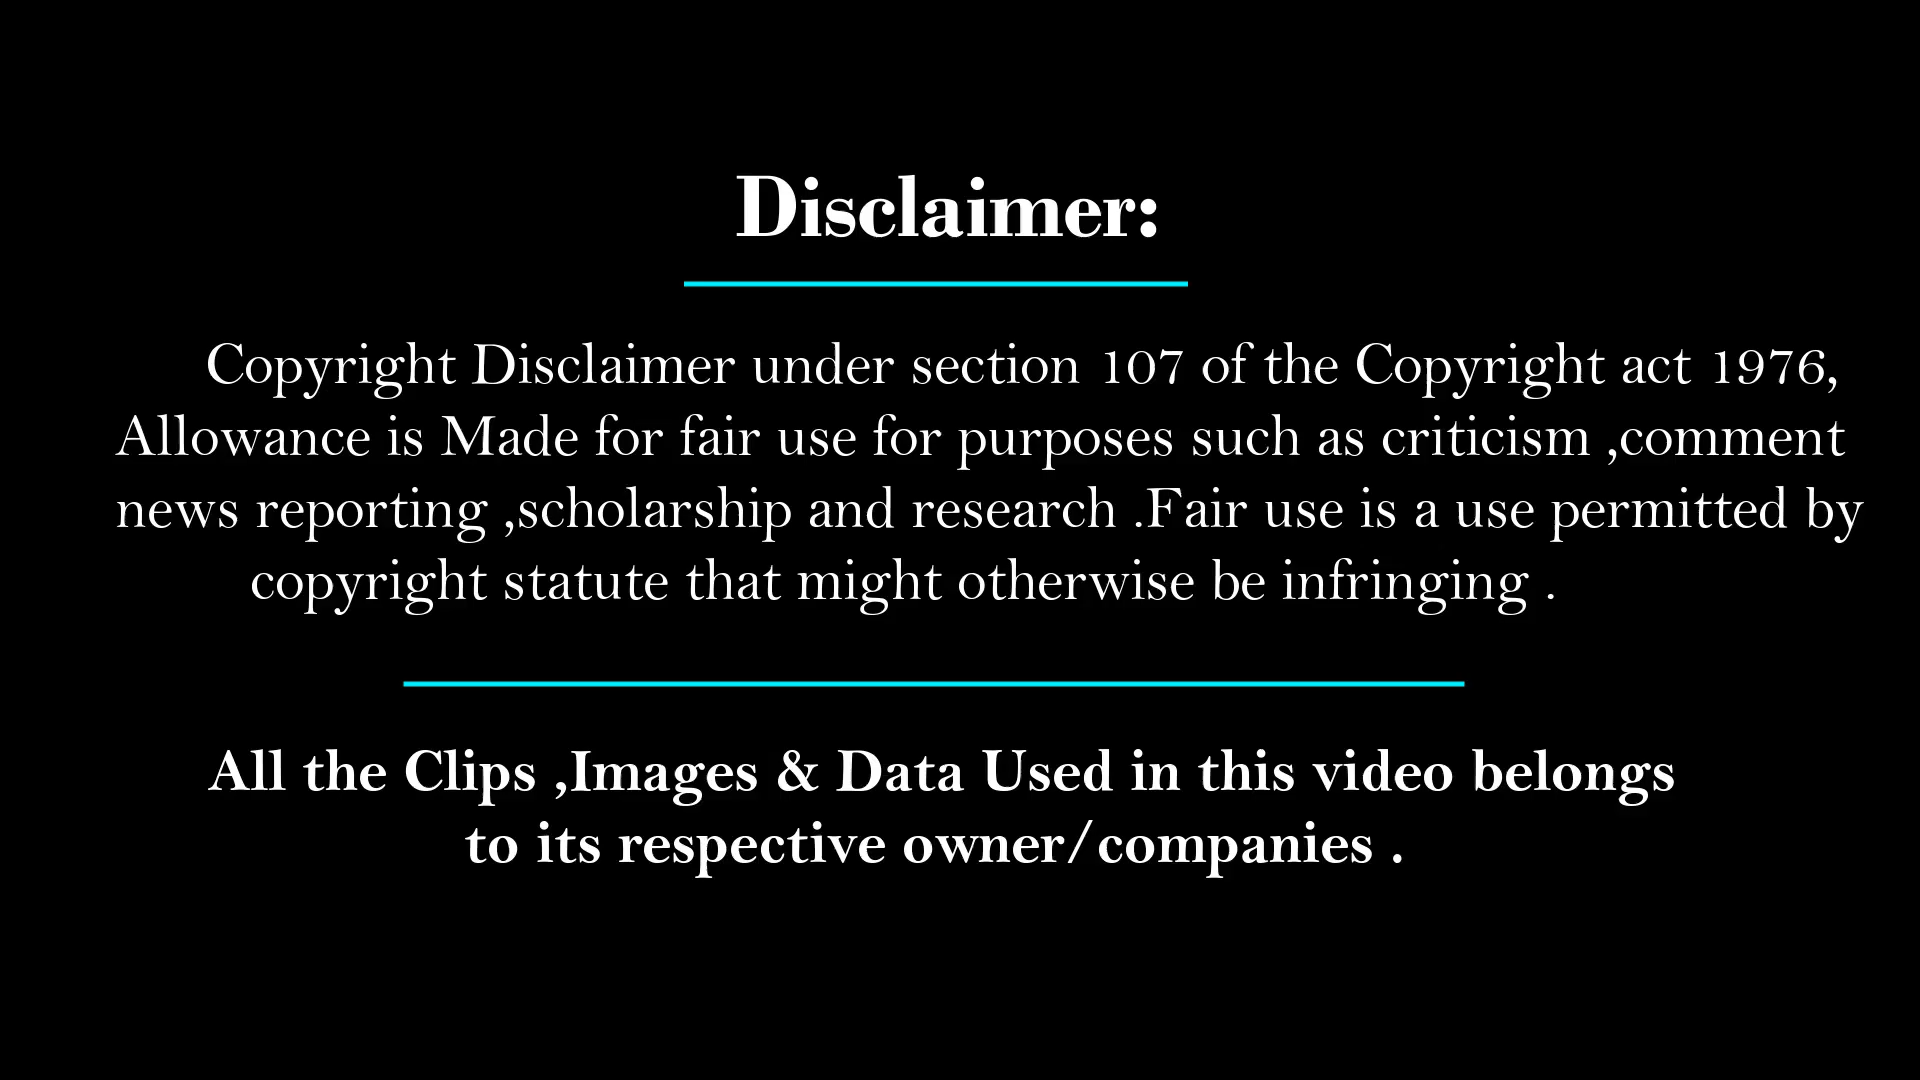 Disclaimer:
Copyright Disclaimer under section 107 of the Copyright act 1976,
Allowance is Made for fair use for purposes such as criticism ,comment
news reporting ,scholarship and research .Fair use is a use permitted by
copyright statute that might otherwise be infringing .
All the Clips ,Images & Data Used in this video belongs
to its respective owner/companies .